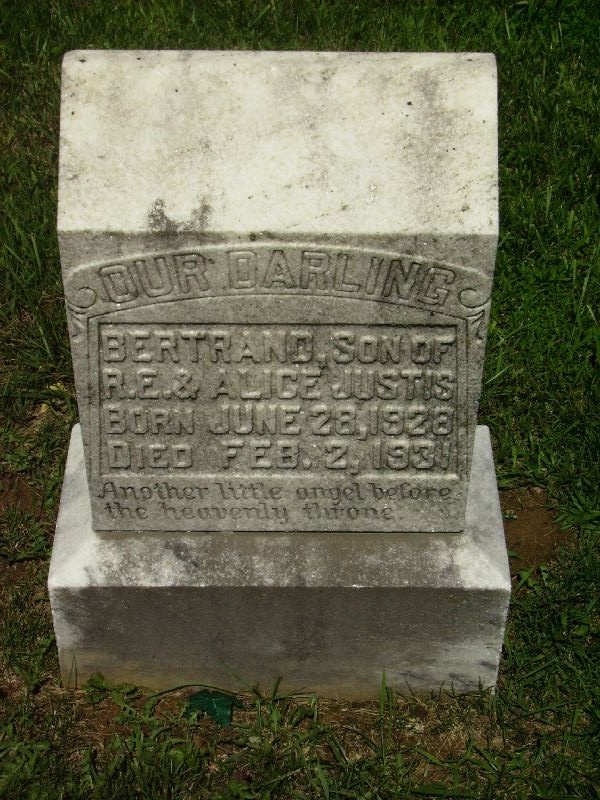 OUR DARLING
BERTRAND, SON OF
R.E. & ALICE JUSTIS
BORN JUNE 28, 1928
DIED FEB. 2, 1931
Another little angel before
the heavenly throne